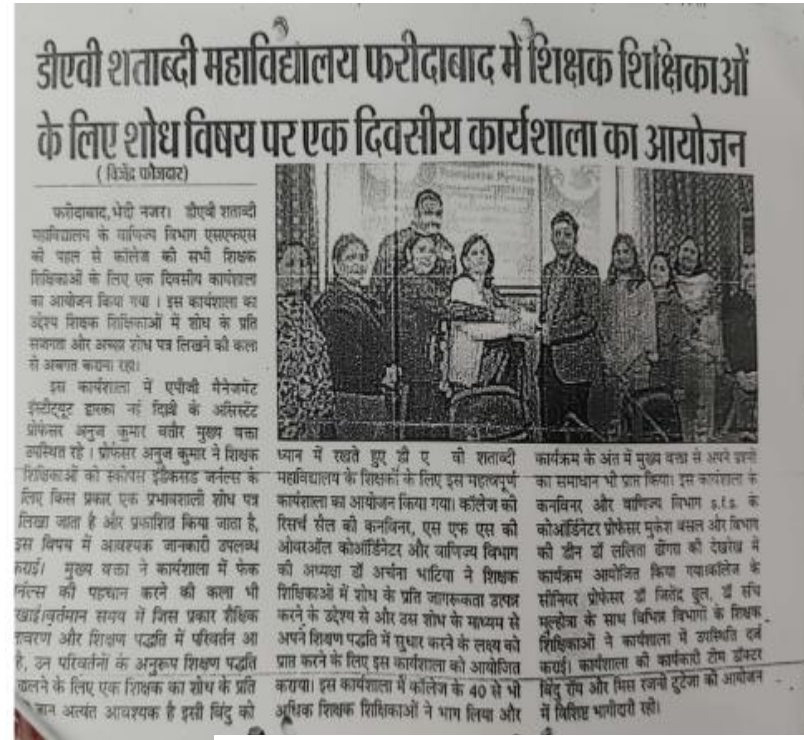 डीएवी शताब्दी महाविद्यालय फरीदाबाद में शिक्षक शिक्षिकाओं
के लिए शोध विषय पर एक दिवसीय कार्यशाला का आयोजन
( विजेंद्र फौजदार)
फरीदाबाद,भेदी नजर। डीएवी शताब्दी
महाविद्यालय के वाणिज्य विभाग एसएफएस
की पहल से कॉलेज की सभी शिक्षक
शिक्षिकाओं के लिए एक दिवसीय कार्यशाला
का आयोजन किया गया । इस कार्यशाला का
उद्देश्य शिक्षक शिक्षिकाओं में शोध के प्रति
सजगता और अच्छा शोध पत्र लिखने की कला
से अवगत कराना रहा।
इस कार्यशाला में एपीजी मैनेजमेंट
इंस्टीट्यूट द्वारका नई दिल्ली के असिस्टेंट
प्रोफेसर अनुज कुमार बतौर मुख्य वक्ता
उपस्थित रहे । प्रोफेसर अनुज कुमार ने शिक्षक
शिक्षिकाओं को स्कोपस इंडेक्सड जर्नल्स के
लिए किस प्रकार एक प्रभावशाली शोध पत्र
लिखा जाता है और प्रकाशित किया जाता है,
इस विषय में आवश्यक जानकारी उपलब्ध
कराई। मुख्य वक्ता ने कार्यशाला में फेक
र्नल्स की पहचान करने की कला भी
खाई।वर्तमान समय में जिस प्रकार शैक्षिक
तावरण और शिक्षण पद्धति में परिवर्तन आ
है, उन परिवर्तनों के अनुरूप शिक्षण पद्धति
के लिए एक शिक्षक का शोध के प्रति
अत्यंत आवश्यक है इसी बिंदु को
ध्यान में रखते हुए डी ए वी शताब्दी
महाविद्यालय के शिक्षकों के लिए इस महत्वपूर्ण
कार्यशाला का आयोजन किया गया। कॉलेज की
रिसर्च सैल की कनविनर, एस एफ एस की
ओवरऑल कोऑर्डिनेटर और वाणिज्य विभाग
की अध्यक्षा डॉ अर्चना भाटिया ने शिक्षक
शिक्षिकाओं में शोध के प्रति जागरूकता उत्पन्न
करने के उद्देश्य से और उस शोध के माध्यम से
अपने शिक्षण पद्धति में सुधार करने के लक्ष्य को
प्राप्त करने के लिए इस कार्यशाला को आयोजित
कराया। इस कार्यशाला में कॉलेज के 40 से भी
अधिक शिक्षक शिक्षिकाओं ने भाग लिया और
कार्यक्रम के अंत में मुख्य वक्ता से अपने प्रश्नों
का समाधान भी प्राप्त किया। इस कार्यशाला के
कनविनर और वाणिज्य विभाग s.f.s. के
कोऑर्डिनेटर प्रोफेसर मुकेश बंसल और विभाग
की डीन डॉ ललिता ढींगरा की देखरेख में
कार्यक्रम आयोजित किया गया।कॉलेज के
सीनियर प्रोफेसर डॉ जितेंद्र ढुल, डॉ रुचि
मल्होत्रा के साथ विभिन्न विभागों के शिक्षक
शिक्षिकाओं ने कार्यशाला में उपस्थिति दर्ज
कराई। कार्यशाला की कार्यकारी टीम डॉक्टर
बिंदु रॉय और मिस रजनी टुटेजा की आयोजन
में विशिष्ट भागीदारी रही।